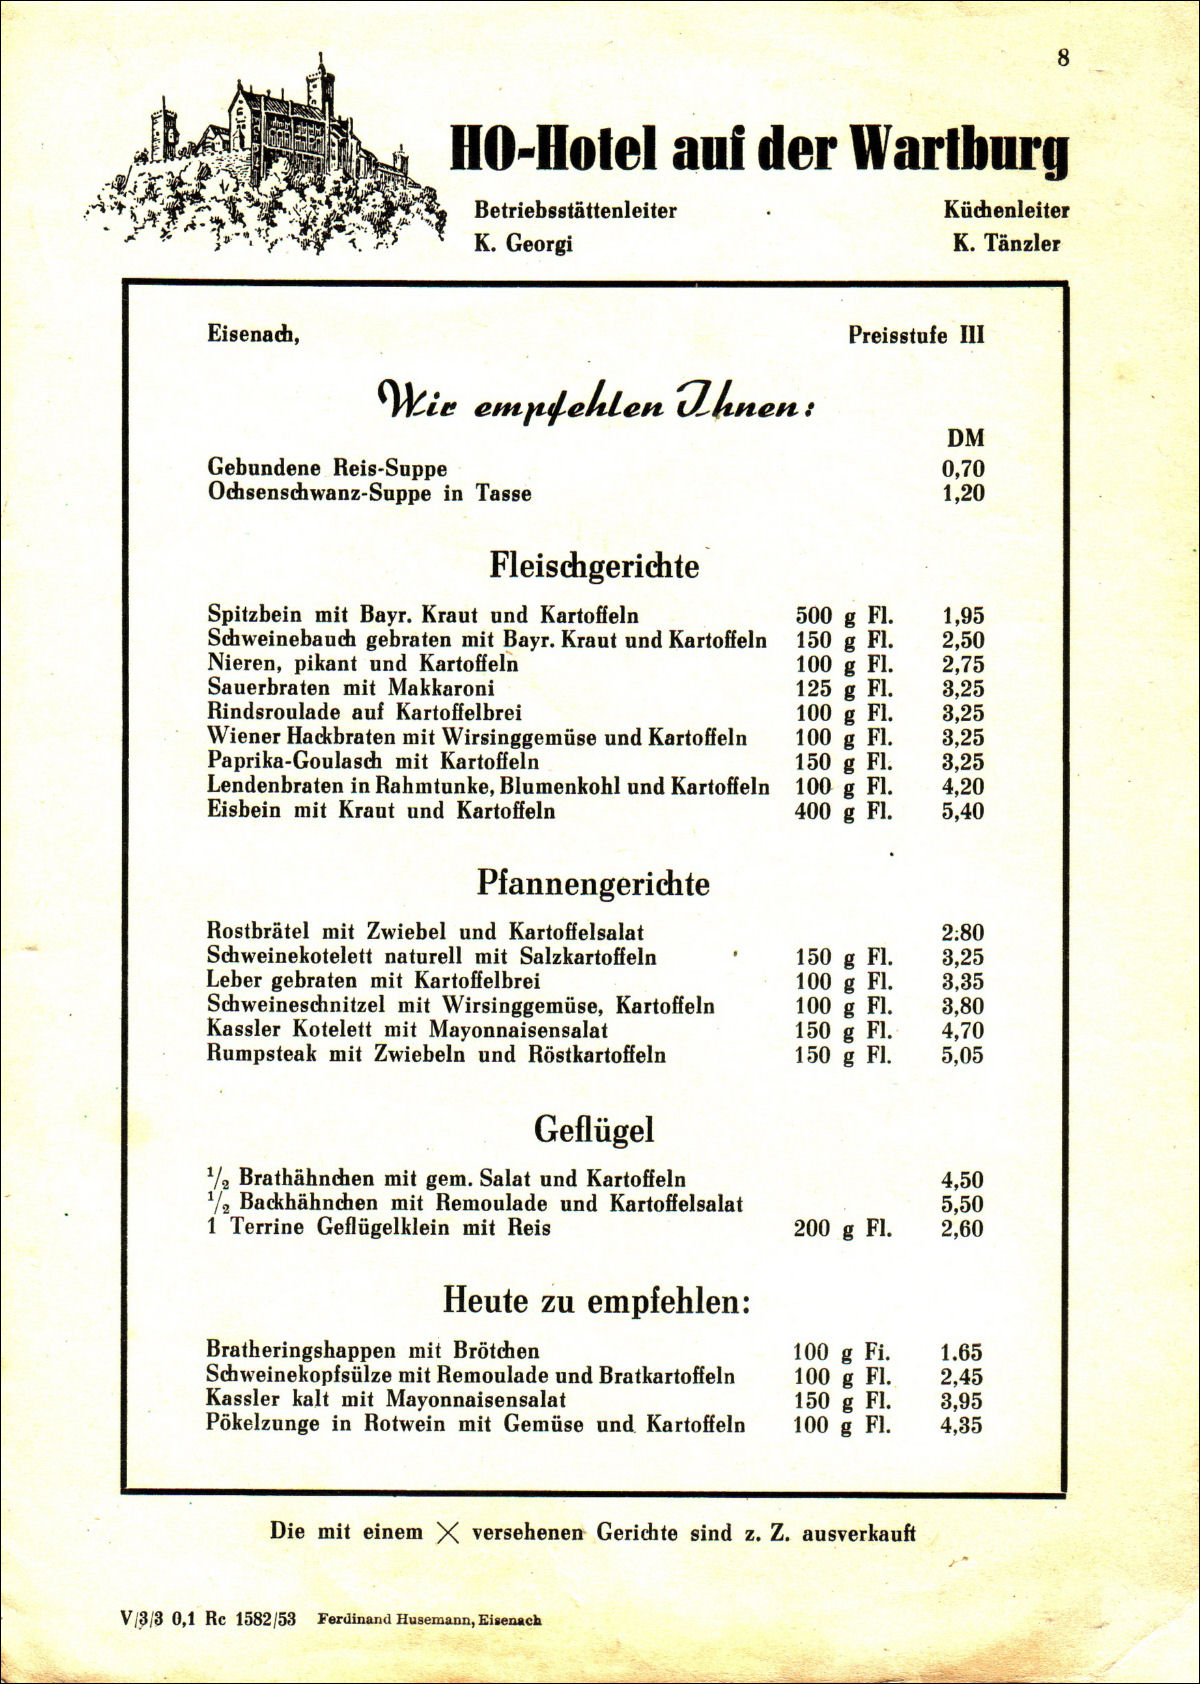 8
HO-Hotel auf der Wartburg
Betriebsstättenleiter Küchenleiter
K. Georgi K. Tänzler
Eisenach, Preisstufe III
Wir empfehlen Ihnen:
DM
Gebundene Reis-Suppe 0,70
Ochsenschwanz-Suppe in Tasse 1,20
Fleischgerichte
Spitzbein mit Bayr. Kraut und Kartoffeln 500 g Fl. 1,95
Schweinebauch gebraten mit Bayr. Kraut und Kartoffeln 150 g Fl. 2,50
Nieren, pikant und Kartoffeln 100 g Fl. 2,75
Sauerbraten mit Makkaroni 125 g Fl. 3,25
Rindsroulade auf Kartoffelbrei 100 g Fl. 3,25
Wiener Hackbraten mit Wirsinggemüse und Kartoffeln 100 g Fl. 3,25
Paprika-Goulasch mit Kartoffeln 150 g Fl. 3,25
Lendenbraten in Rahmtunke, Blumenkohl und Kartoffeln 100 g Fl. 4,20
Eisbein mit Kraut und Kartoffeln 400 g Fl. 5,40
Pfannengerichte
Rostbrätel mit Zwiebel und Kartoffelsalat 2:80
Schweinekotelett naturell mit Salzkartoffeln 150 g Fl. 3,25
Leber gebraten mit Kartoffelbrei 100 g Fl. 3,35
Schweineschnitzel mit Wirsinggemüse, Kartoffeln 100 g Fl. 3,80
Kassler Kotelett mit Mayonnaisensalat 150 g Fl. 4,70
Rumpsteak mit Zwiebeln und Röstkartoffeln 150 g Fl. 5,05
Geflügel
1/2 Brathähnchen mit gem. Salat und Kartoffeln 4,50
1/2 Backhähnchen mit Remoulade und Kartoffelsalat 5,50
1 Terrine Geflügelklein mit Reis 200 g Fl. 2,60
Heute zu empfehlen:
Bratheringshappen mit Brötchen 100 g Fi. 1.65
Schweinekopfsülze mit Remoulade und Bratkartoffeln 100 g Fl. 2,45
Kassler kalt mit Mayonnaisensalat 150 g Fl. 3,95
Pökelzunge in Rotwein mit Gemüse und Kartoffeln 100 g Fl. 4,35
Die mit einem X versehenen Gerichte sind z. Z. ausverkauft
V/3/3 0,1 Rc 1582/53 Ferdinand Husemann, Eisenach